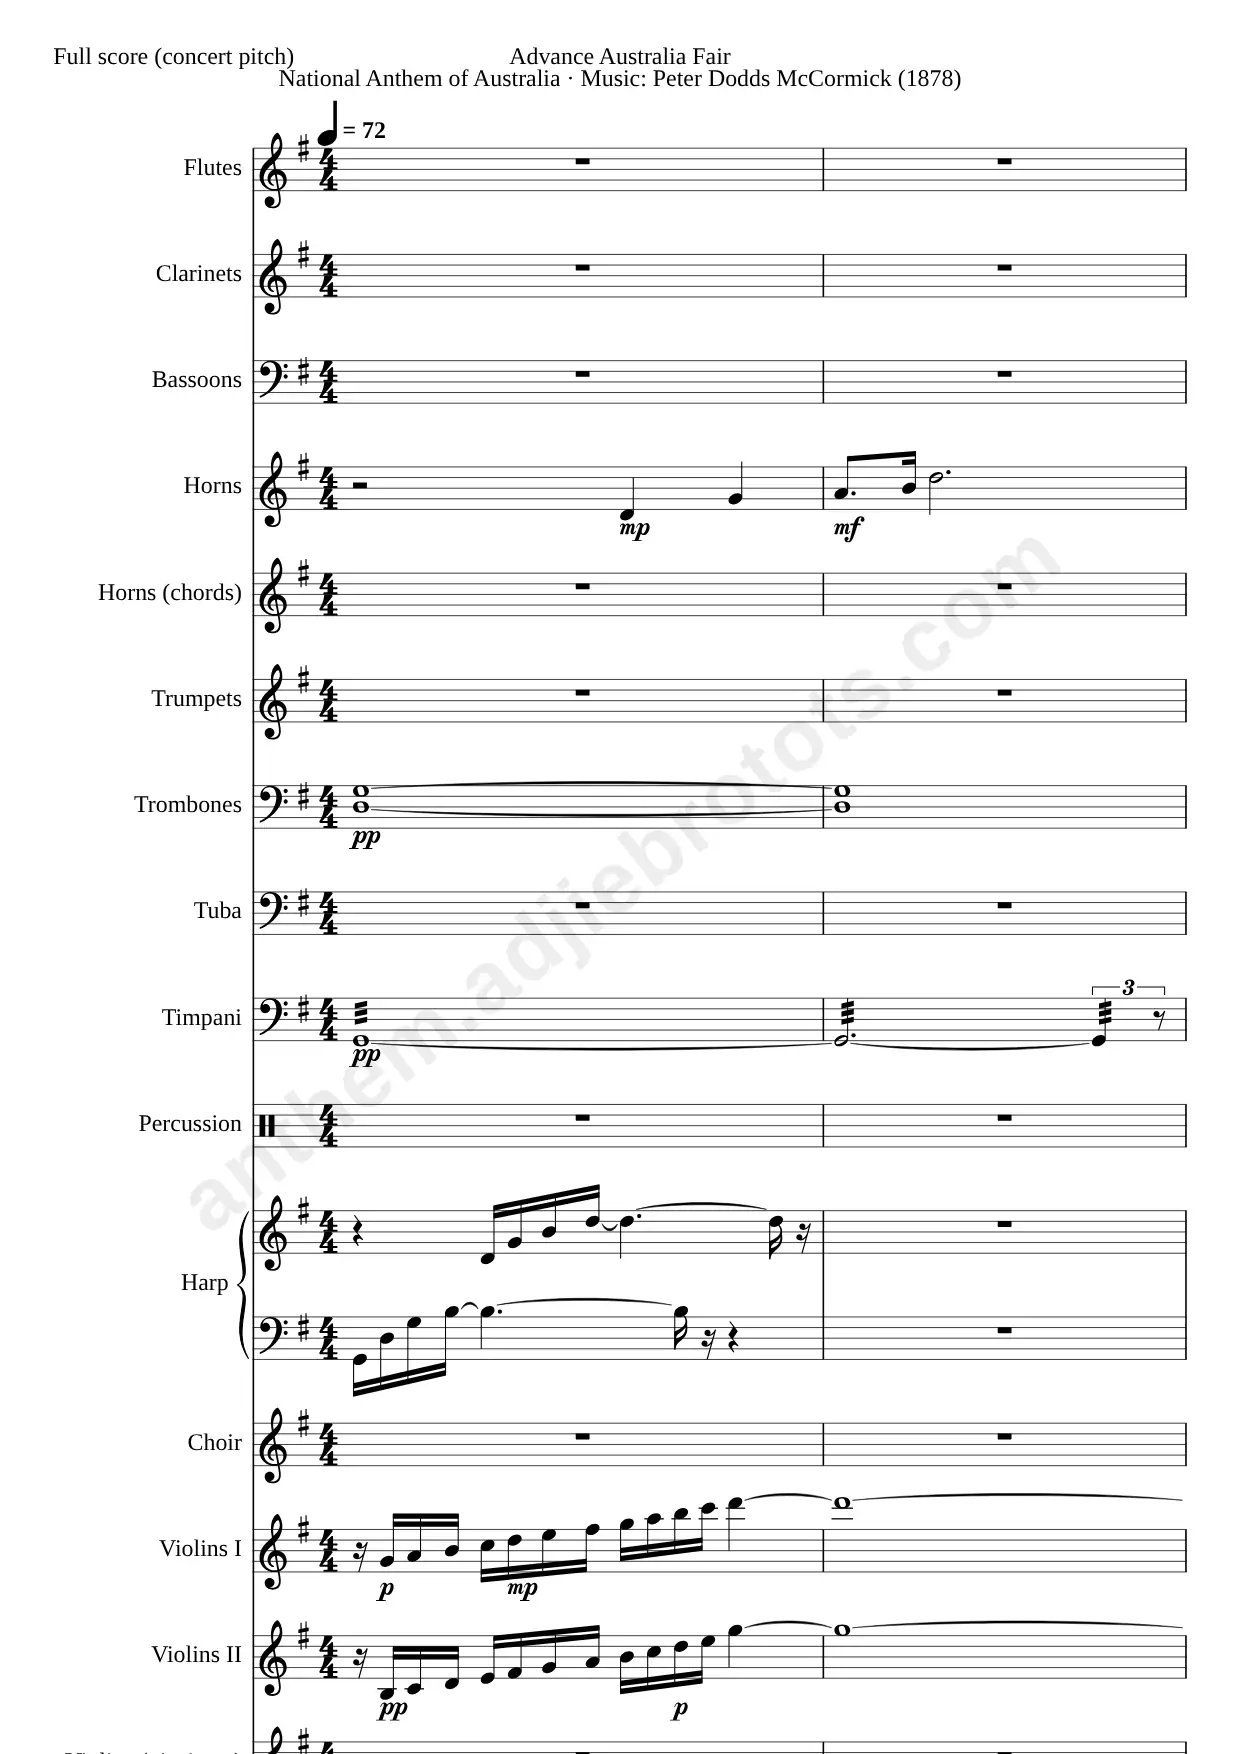 Full score (concert pitch)
Advance Australia Fair
National Anthem of Australia · Music: Peter Dodds McCormick (1878)
= 72
Flutes
Clarinets
Bassoons
Horns
mp
mf
Horns (chords)
Trumpets
Trombones
pp
Tuba
Timpani
pp
3
Percussion
Harp
Choir
Violins I
p
mp
Violins II
pp
p
anthem.adjiebrotots.com